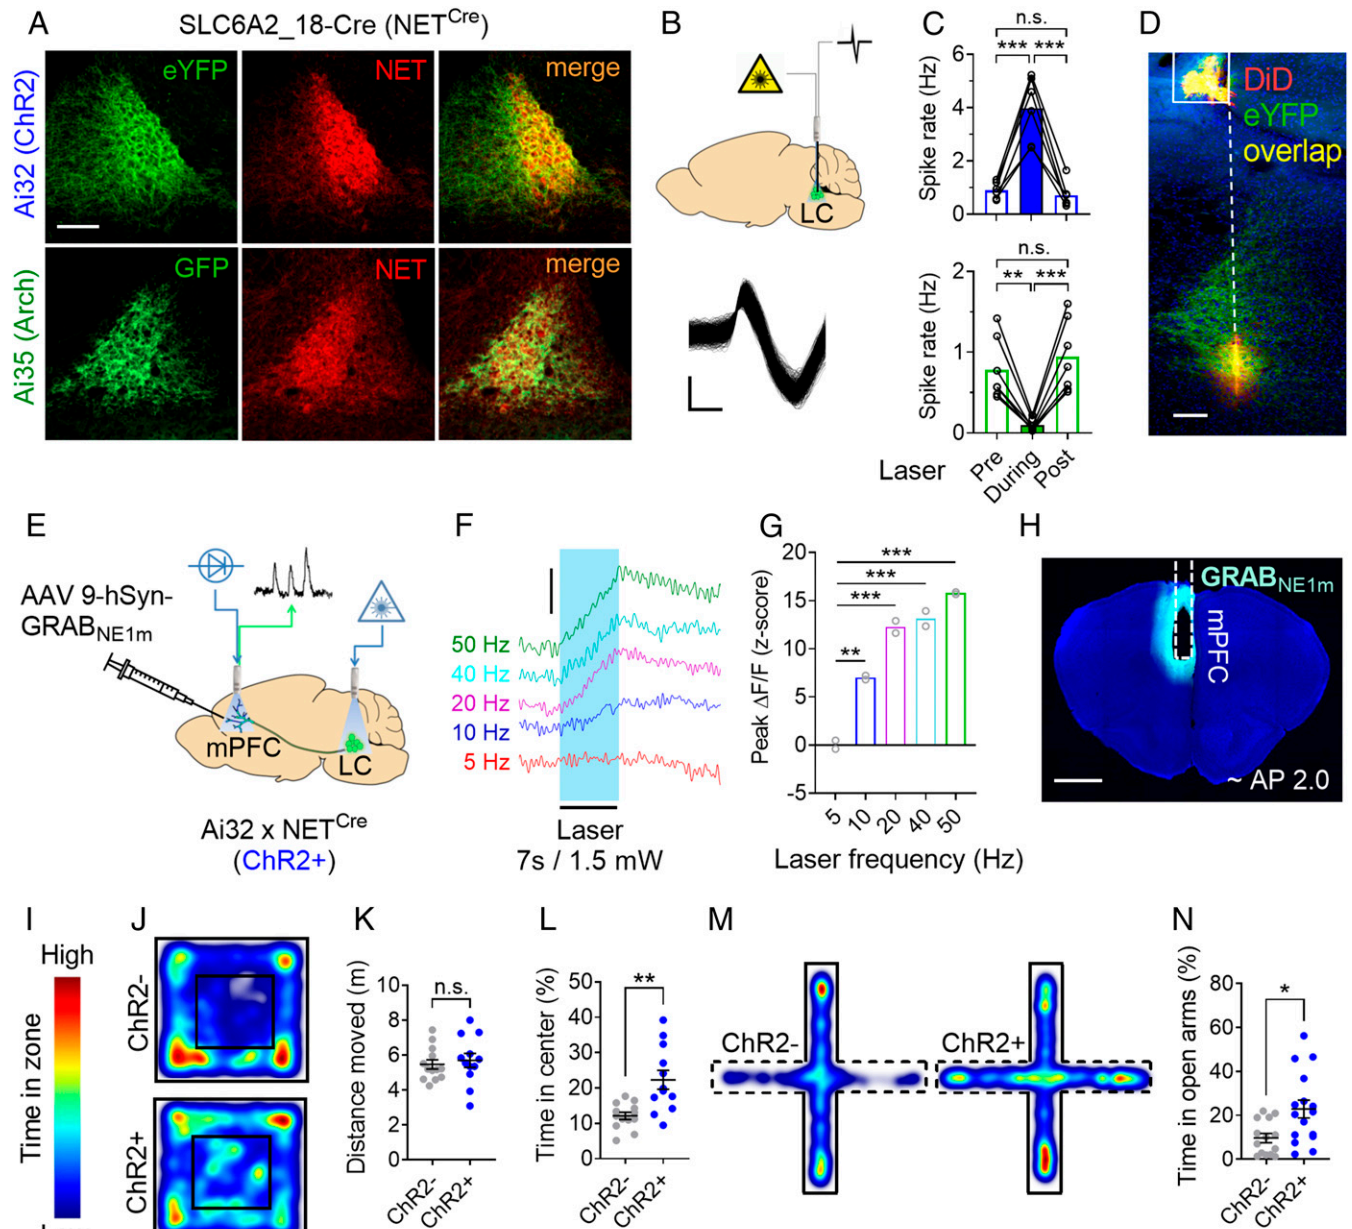 A
SLC6A2_18-Cre (NETCre)
Ai32 (ChR2)
eYFP
NET
merge
Ai35 (Arch)
GFP
NET
merge
B
LC
C
n.s.
*** ***
Spike rate (Hz)
6
4
2
0
n.s.
** ***
Spike rate (Hz)
2
1
0
Laser
Pre
During
Post
D
DiD
eYFP
overlap
E
AAV 9-hSyn-
GRABNE1m
mPFC
LC
Ai32 x NETCre
(ChR2+)
F
50 Hz
40 Hz
20 Hz
10 Hz
5 Hz
Laser
7s / 1.5 mW
G
Peak ΔF/F (z-score)
20
15
10
5
0
-5
***
***
***
**
5
10
20
40
50
Laser frequency (Hz)
H
GRABNE1m
mPFC
~ AP 2.0
I
High
Time in zone
J
ChR2-
ChR2+
K
Distance moved (m)
10
8
6
4
2
0
n.s.
ChR2-
ChR2+
L
Time in center (%)
50
40
30
20
10
0
**
ChR2-
ChR2+
M
ChR2-
ChR2+
N
Time in open arms (%)
80
60
40
20
0
*
ChR2-
ChR2+